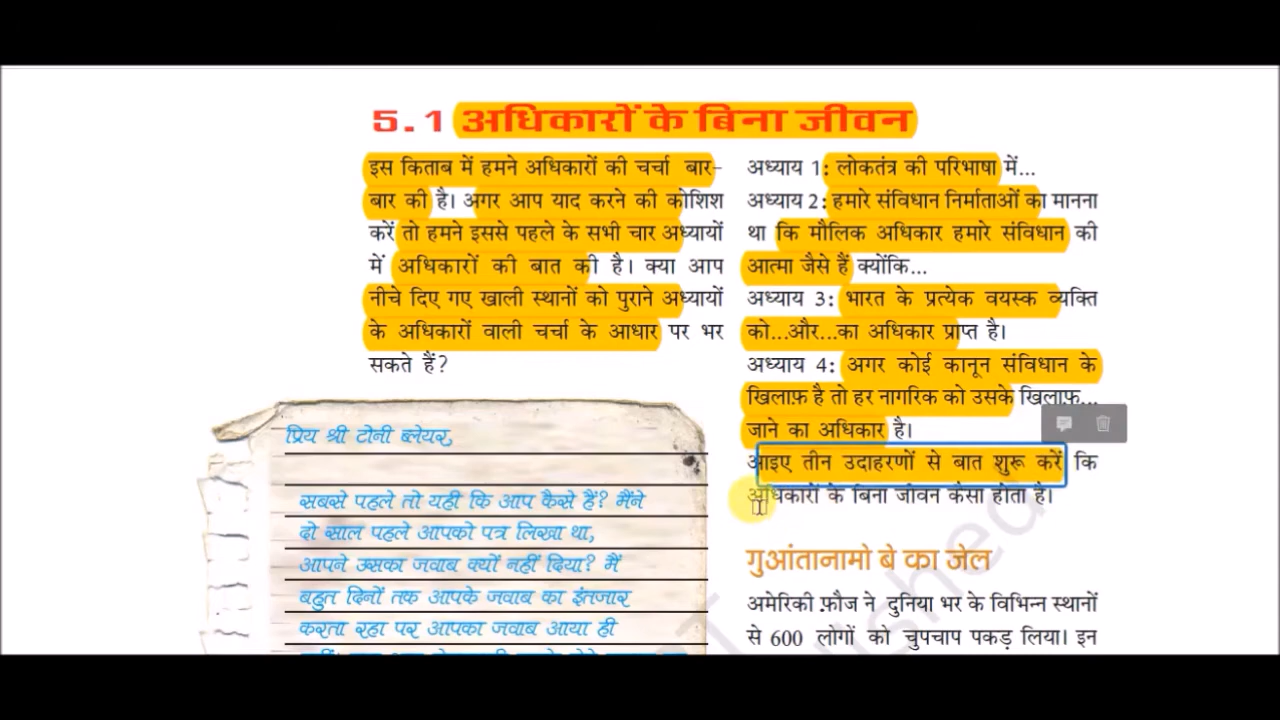 5.1 अधिकारों के बिना जीवन
इस किताब में हमने अधिकारों की चर्चा बार-
बार की है। अगर आप याद करने की कोशिश
करें तो हमने इससे पहले के सभी चार अध्यायों
में अधिकारों की बात की है। क्या आप
नीचे दिए गए खाली स्थानों को पुराने अध्यायों
के अधिकारों वाली चर्चा के आधार पर भर
सकते हैं?
प्रिय श्री टोनी ब्लेयर,
सबसे पहले तो यही कि आप कैसे हैं? मैंने
दो साल पहले आपको पत्र लिखा था,
आपने उसका जवाब क्यों नहीं दिया? मैं
बहुत दिनों तक आपके जवाब का इंतजार
करता रहा पर आपका जवाब आया ही
अध्याय 1: लोकतंत्र की परिभाषा में...
अध्याय 2: हमारे संविधान निर्माताओं का मानना
था कि मौलिक अधिकार हमारे संविधान की
आत्मा जैसे हैं क्योंकि...
अध्याय 3: भारत के प्रत्येक वयस्क व्यक्ति
को...और...का अधिकार प्राप्त है।
अध्याय 4: अगर कोई कानून संविधान के
खिलाफ़ है तो हर नागरिक को उसके खिलाफ़...
जाने का अधिकार है।
आइए तीन उदाहरणों से बात शुरू करें कि
अधिकारों के बिना जीवन कैसा होता है।
गुआंतानामो बे का जेल
अमेरिकी फ़ौज ने दुनिया भर के विभिन्न स्थानों
से 600 लोगों को चुपचाप पकड़ लिया। इन